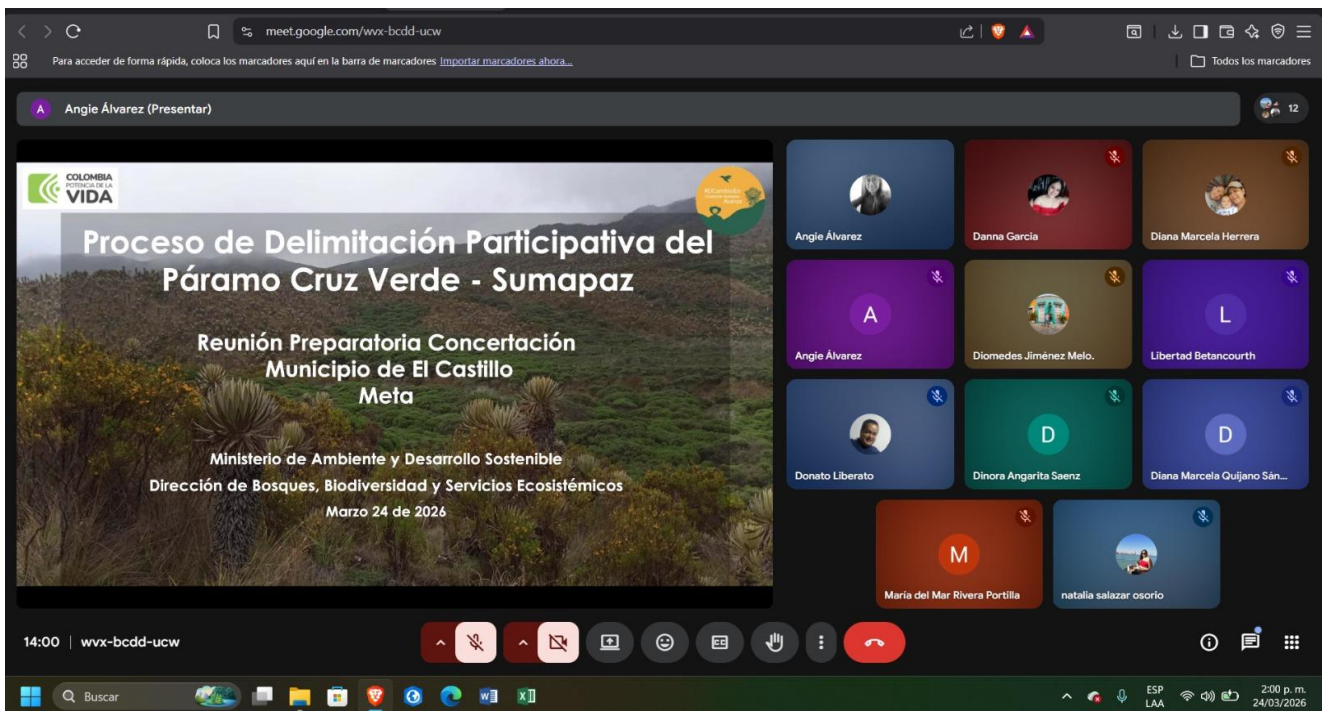 meet.google.com/wvx-bcdd-ucw
Para acceder de forma rápida, coloca los marcadores aquí en la barra de marcadores Importar marcadores ahora...
Todos los marcadores
A Angie Álvarez (Presentar)
12
COLOMBIA
POTENCIA DE LA
VIDA
Proceso de Delimitación Participativa del
Páramo Cruz Verde - Sumapaz
Reunión Preparatoria Concertación
Municipio de El Castillo
Meta
Ministerio de Ambiente y Desarrollo Sostenible
Dirección de Bosques, Biodiversidad y Servicios Ecosistémicos
Marzo 24 de 2026
Angie Álvarez
Danna Garcia
Diana Marcela Herrera
A
Angie Álvarez
Diomedes Jiménez Melo.
L
Libertad Betancourth
Donato Liberato
D
Dinora Angarita Saenz
D
Diana Marcela Quijano Sán...
M
María del Mar Rivera Portilla
natalia salazar osorio
14:00 | wvx-bcdd-ucw
CC
Buscar
ESP
LAA
2:00 p. m.
24/03/2026